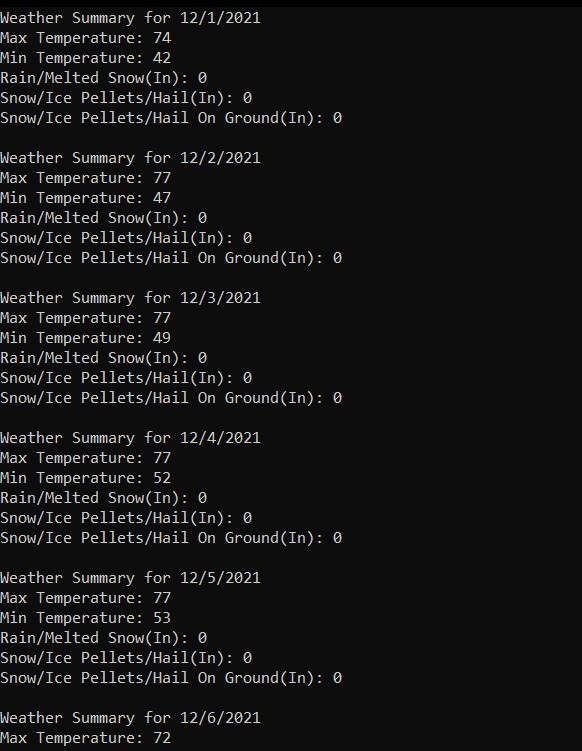 Weather Summary for 12/1/2021
Max Temperature: 74
Min Temperature: 42
Rain/Melted Snow(In): 0
Snow/Ice Pellets/Hail(In): 0
Snow/Ice Pellets/Hail On Ground(In): 0
Weather Summary for 12/2/2021
Max Temperature: 77
Min Temperature: 47
Rain/Melted Snow(In): 0
Snow/Ice Pellets/Hail(In): 0
Snow/Ice Pellets/Hail On Ground(In): 0
Weather Summary for 12/3/2021
Max Temperature: 77
Min Temperature: 49
Rain/Melted Snow(In): 0
Snow/Ice Pellets/Hail(In): 0
Snow/Ice Pellets/Hail On Ground(In): 0
Weather Summary for 12/4/2021
Max Temperature: 77
Min Temperature: 52
Rain/Melted Snow(In): 0
Snow/Ice Pellets/Hail(In): 0
Snow/Ice Pellets/Hail On Ground(In): 0
Weather Summary for 12/5/2021
Max Temperature: 77
Min Temperature: 53
Rain/Melted Snow(In): 0
Snow/Ice Pellets/Hail(In): 0
Snow/Ice Pellets/Hail On Ground(In): 0
Weather Summary for 12/6/2021
Max Temperature: 72